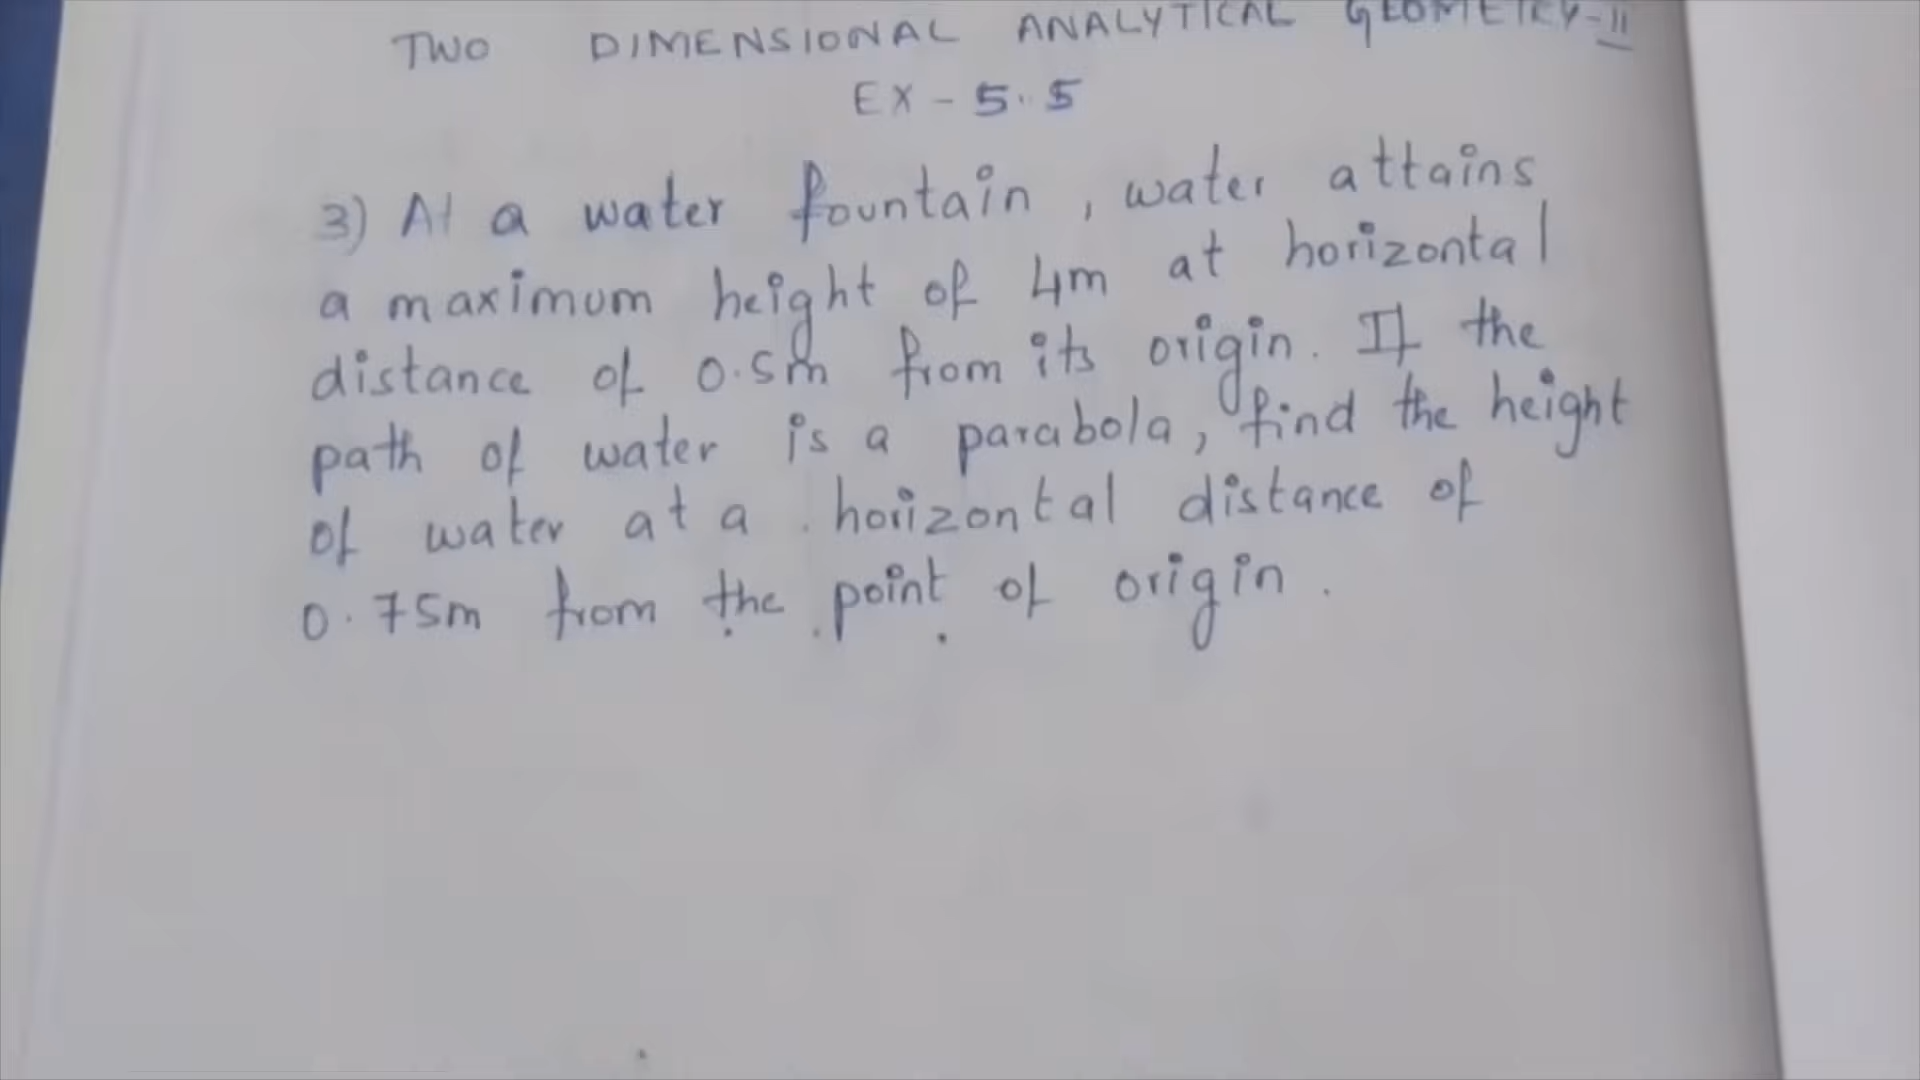 TWO DIMENSIONAL ANALYTICAL GEOMETRY-II
EX - 5.5
3) At a water fountain, water attains
a maximum height of 4m at horizontal
distance of 0.5m from its origin. If the
path of water is a parabola, find the height
of water at a horizontal distance of
0.75m from the point of origin.